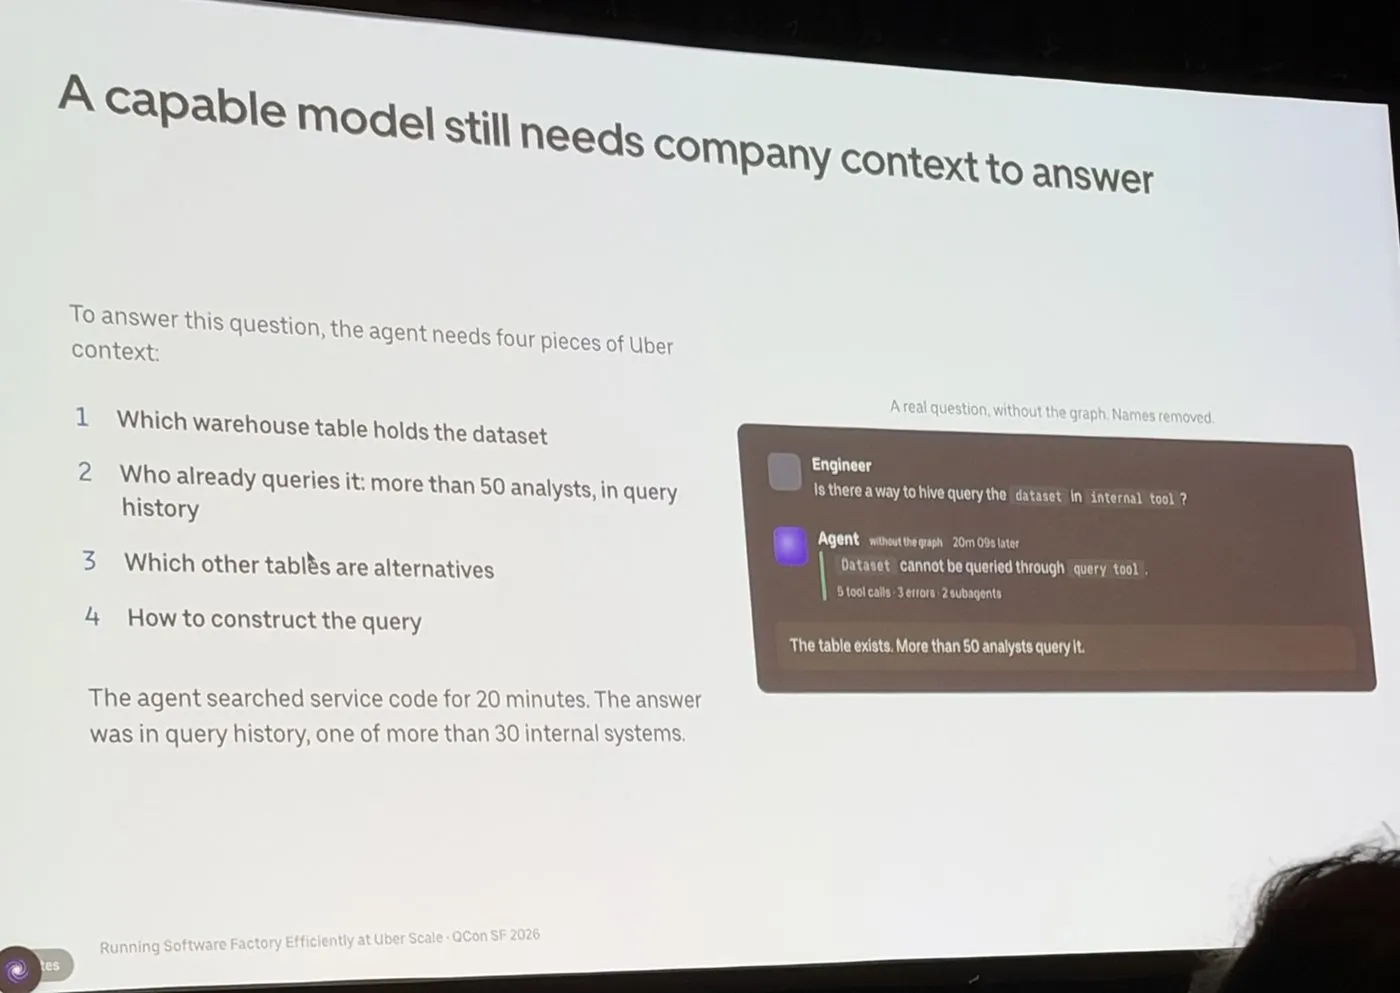 A capable model still needs company context to answer
To answer this question, the agent needs four pieces of Uber
context:
1 Which warehouse table holds the dataset
2 Who already queries it: more than 50 analysts, in query
history
3 Which other tables are alternatives
4 How to construct the query
The agent searched service code for 20 minutes. The answer
was in query history, one of more than 30 internal systems.
A real question, without the graph. Names removed.
Engineer
Is there a way to hive query the dataset in internal tool ?
Agent without the graph 20m 09s later
Dataset cannot be queried through query tool .
5 tool calls · 3 errors · 2 subagents
The table exists. More than 50 analysts query it.
Running Software Factory Efficiently at Uber Scale · QCon SF 2026